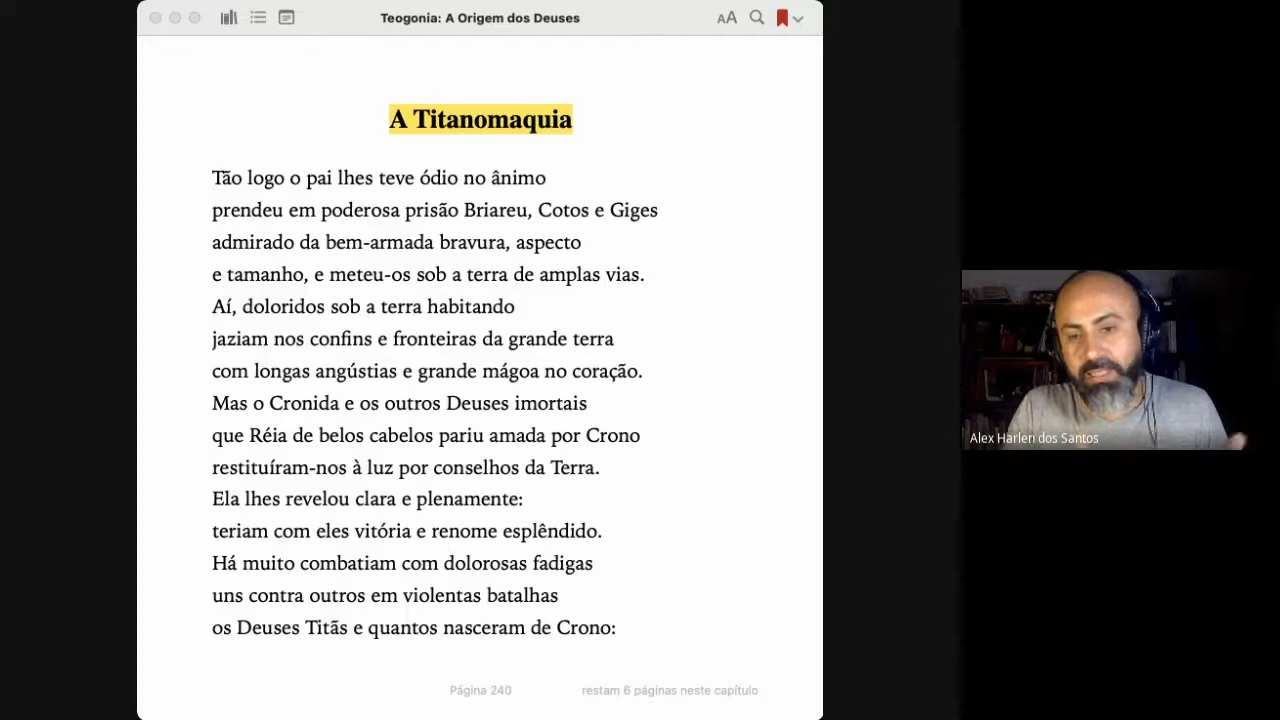 Teogonia: A Origem dos Deuses
AA
A Titanomaquia
Tão logo o pai lhes teve ódio no ânimo
prendeu em poderosa prisão Briareu, Cotos e Giges
admirado da bem-armada bravura, aspecto
e tamanho, e meteu-os sob a terra de amplas vias.
Aí, doloridos sob a terra habitando
jaziam nos confins e fronteiras da grande terra
com longas angústias e grande mágoa no coração.
Mas o Cronida e os outros Deuses imortais
que Réia de belos cabelos pariu amada por Crono
restituíram-nos à luz por conselhos da Terra.
Ela lhes revelou clara e plenamente:
teriam com eles vitória e renome esplêndido.
Há muito combatiam com dolorosas fadigas
uns contra outros em violentas batalhas
os Deuses Titãs e quantos nasceram de Crono:
Página 240 restam 6 páginas neste capítulo
Alex Harlen dos Santos